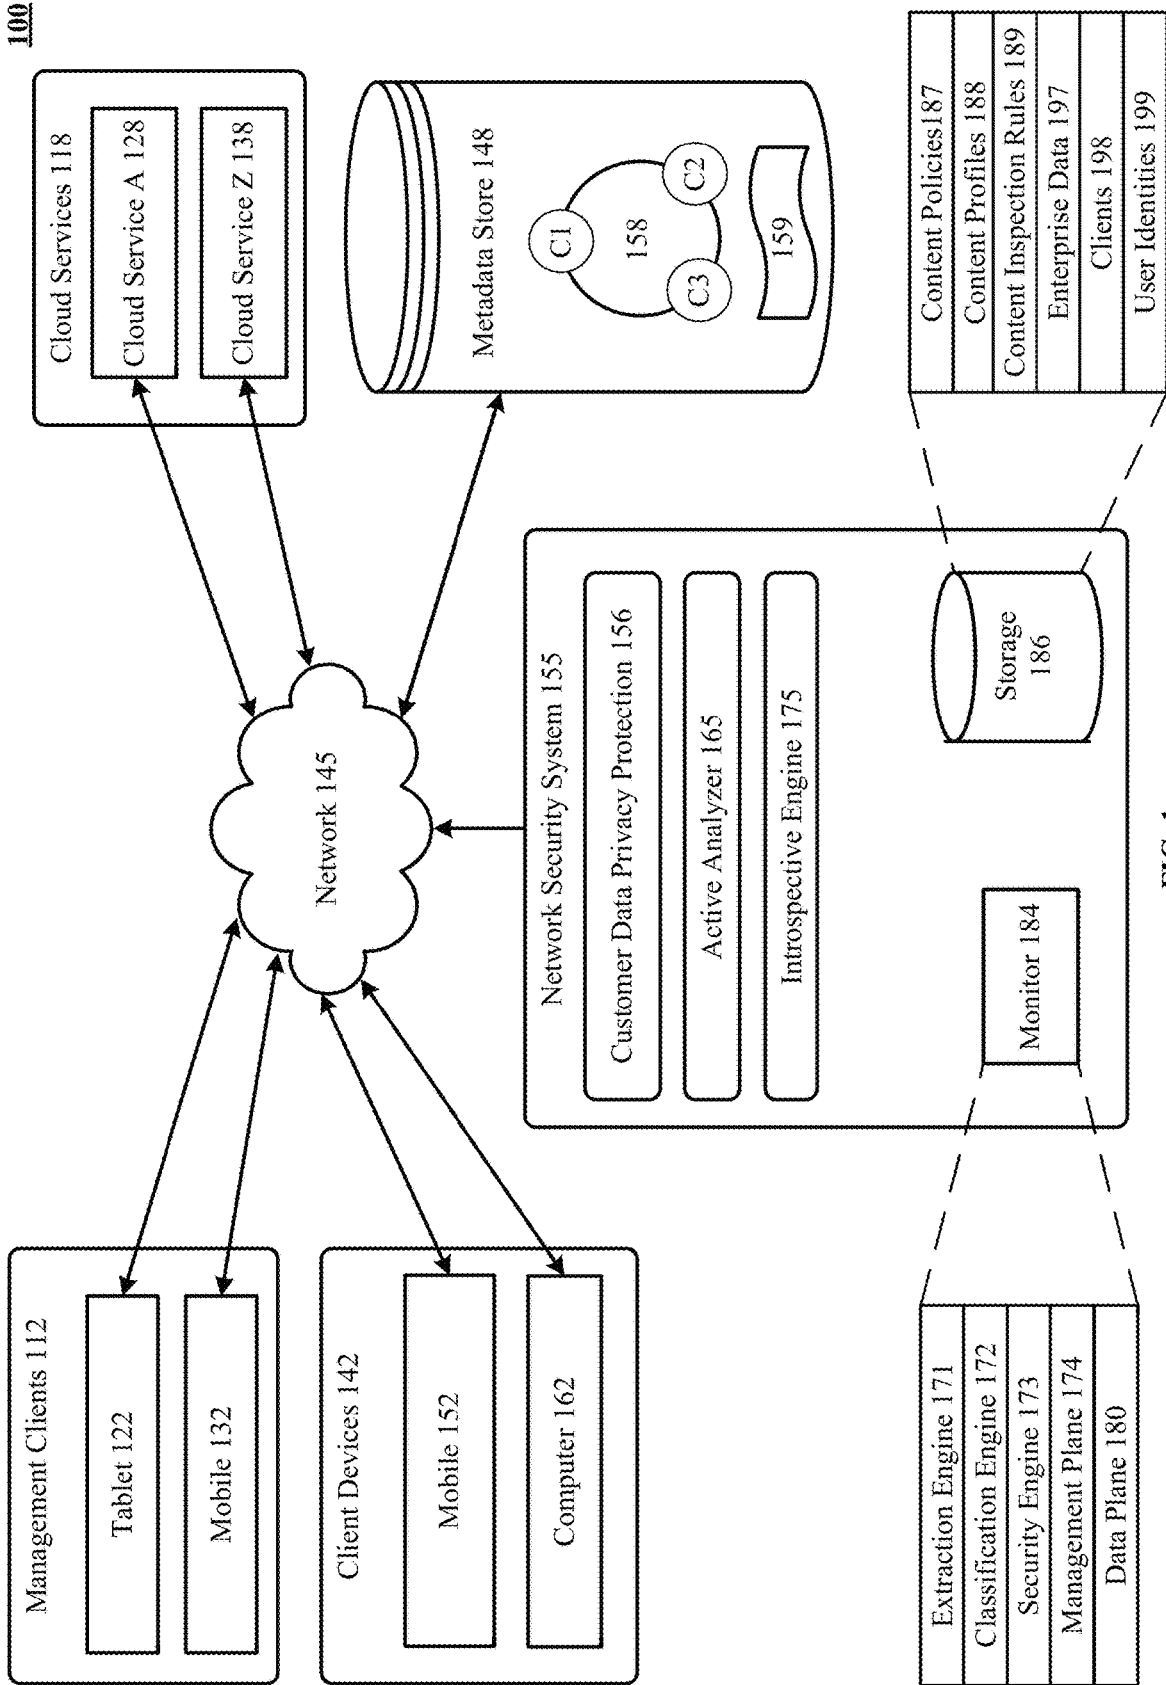 100
Management Clients 112
Tablet 122
Mobile 132
Client Devices 142
Mobile 152
Computer 162
Network 145
Cloud Services 118
Cloud Service A 128
Cloud Service Z 138
Metadata Store 148
C1
158
C3
C2
159
Network Security System 155
Customer Data Privacy Protection 156
Active Analyzer 165
Introspective Engine 175
Monitor 184
Storage
186
Extraction Engine 171
Classification Engine 172
Security Engine 173
Management Plane 174
Data Plane 180
Content Policies187
Content Profiles 188
Content Inspection Rules 189
Enterprise Data 197
Clients 198
User Identities 199